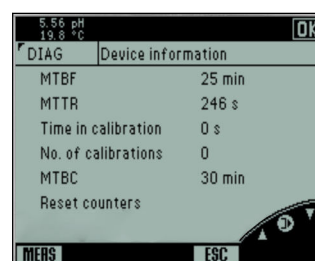 5.56 pH
19.8 °C
OK
DIAG Device information
MTBF 25 min
MTTR 246 s
Time in calibration 0 s
No. of calibrations 0
MTBC 30 min
Reset counters
MEAS ESC